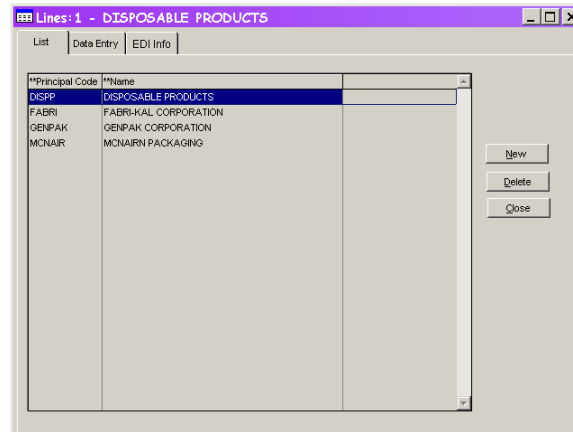 Lines: 1 - DISPOSABLE PRODUCTS
List Data Entry EDI Info
**Principal Code **Name
DISPP DISPOSABLE PRODUCTS
FABRI FABRI-KAL CORPORATION
GENPAK GENPAK CORPORATION
MCNAIR MCNAIRN PACKAGING
New
Delete
Close